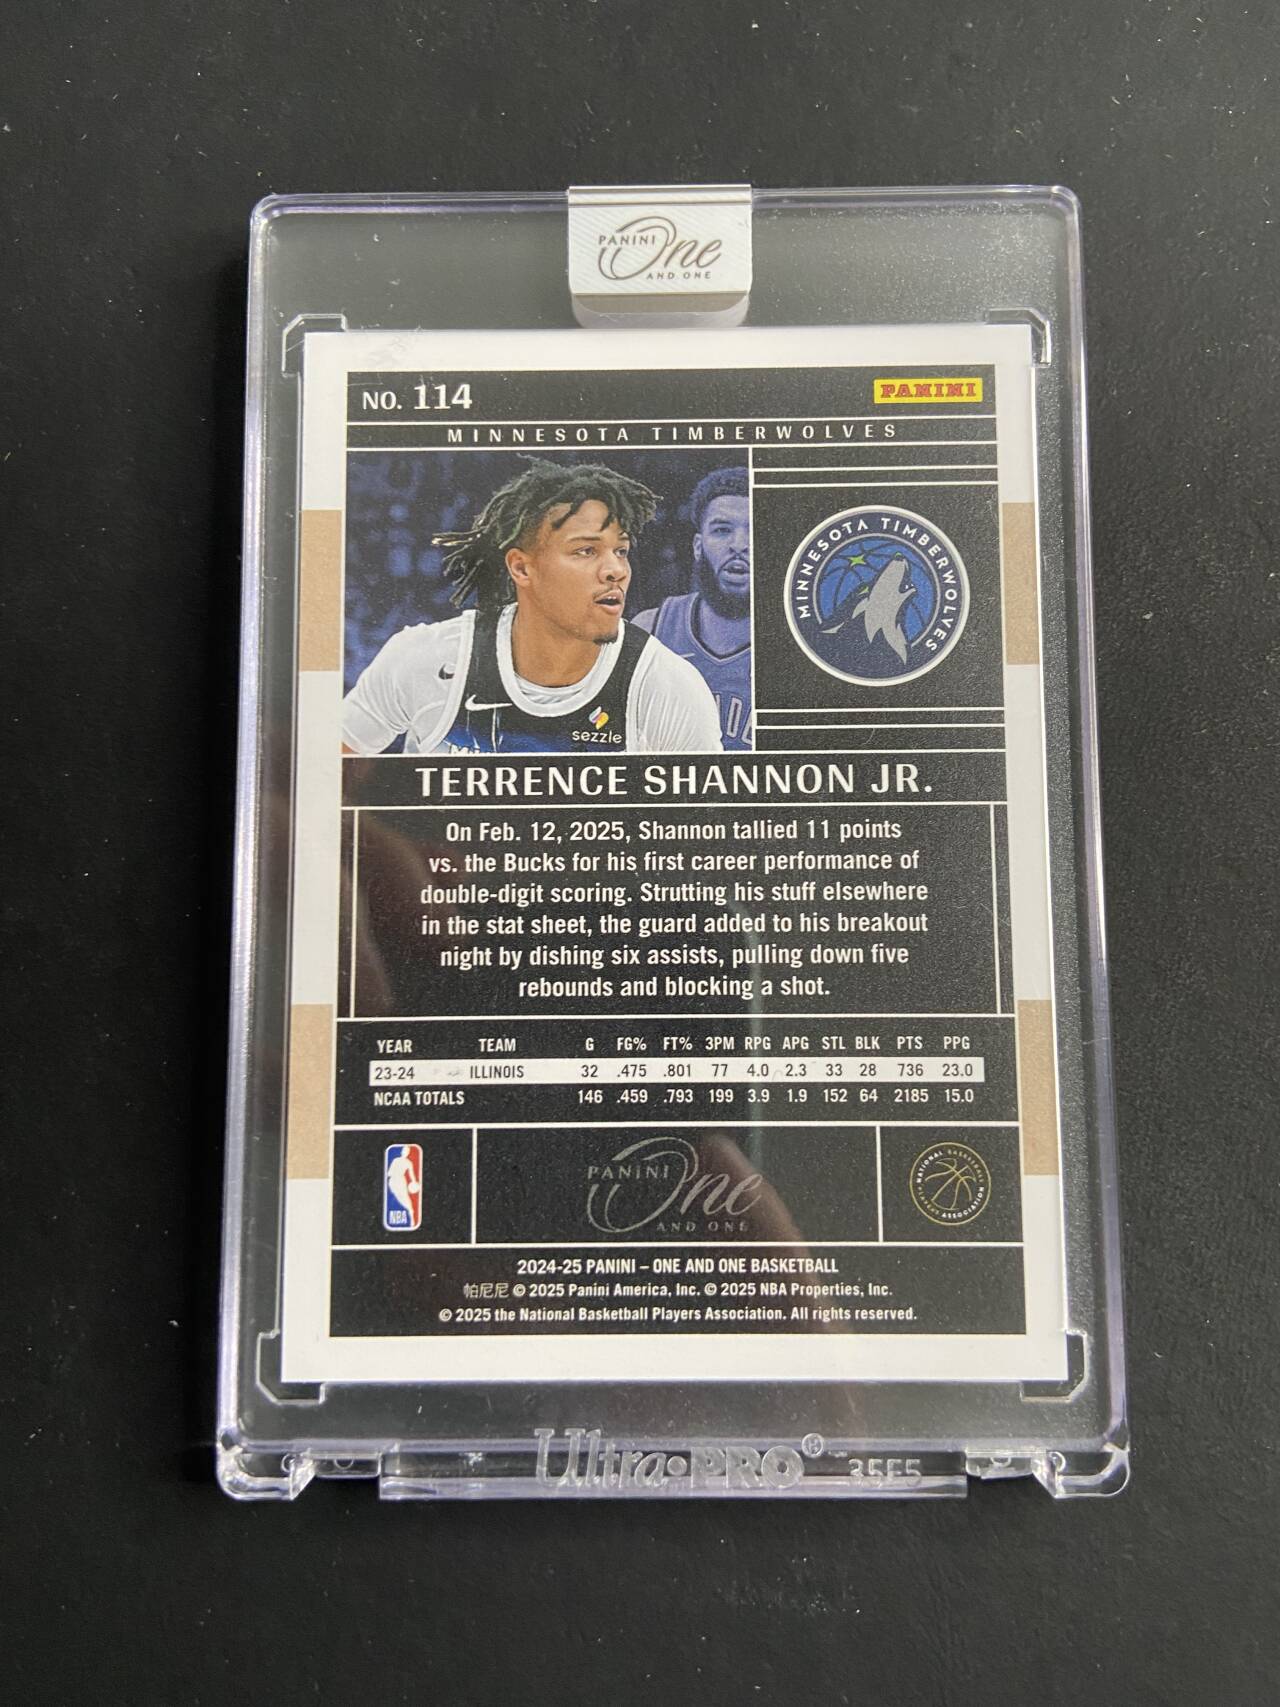 PANINI One
AND ONE
NO. 114
PANINI
MINNESOTA TIMBERWOLVES
MINNESOTA TIMBERWOLVES
sezzle
TERRENCE SHANNON JR.
On Feb. 12, 2025, Shannon tallied 11 points
vs. the Bucks for his first career performance of
double-digit scoring. Strutting his stuff elsewhere
in the stat sheet, the guard added to his breakout
night by dishing six assists, pulling down five
rebounds and blocking a shot.
YEAR TEAM G FG% FT% 3PM RPG APG STL BLK PTS PPG
23-24 ILLINOIS 32 .475 .801 77 4.0 2.3 33 28 736 23.0
NCAA TOTALS 146 .459 .793 199 3.9 1.9 152 64 2185 15.0
NBA
PANINI One
AND ONE
NATIONAL BASKETBALL PLAYERS ASSOCIATION
2024-25 PANINI – ONE AND ONE BASKETBALL
帕尼尼 © 2025 Panini America, Inc. © 2025 NBA Properties, Inc.
© 2025 the National Basketball Players Association. All rights reserved.
Ultra•PRO®